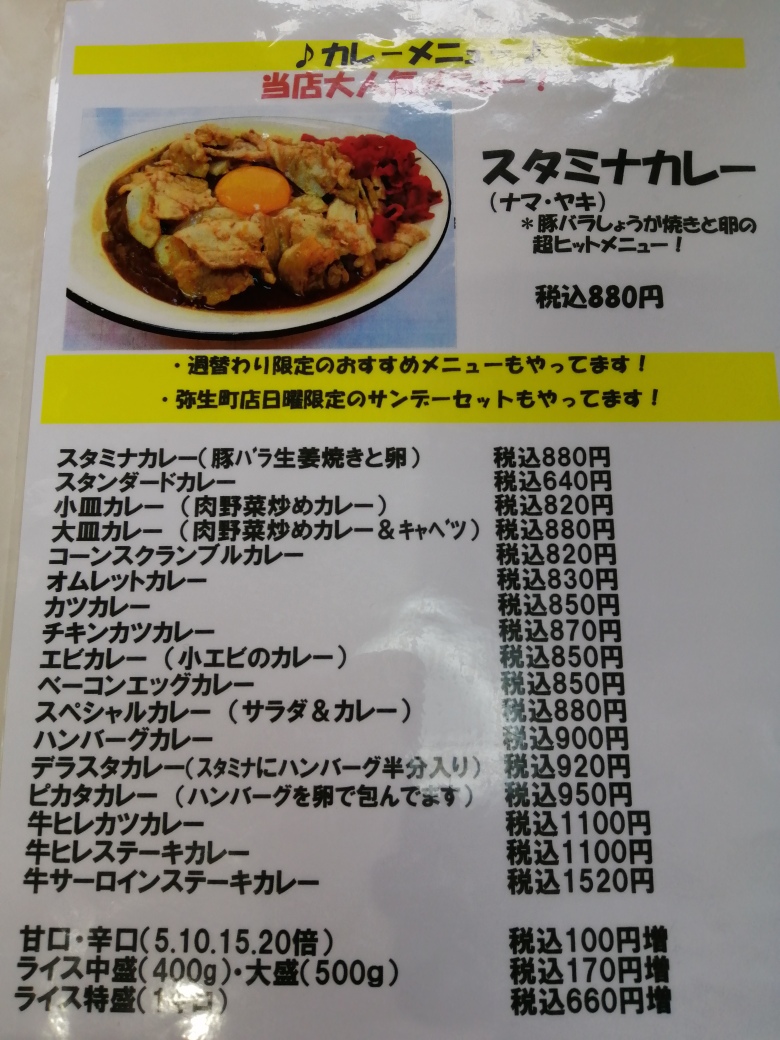 ♪カレーメニュー♪
当店大人気メニュー！
スタミナカレー
（ナマ・ヤキ）
＊豚バラしょうが焼きと卵の
超ヒットメニュー！
税込880円
・週替わり限定のおすすめメニューもやってます！
・弥生町店日曜限定のサンデーセットもやってます！
スタミナカレー（豚ﾊﾞﾗ生姜焼きと卵） 税込880円
スタンダードカレー 税込640円
小皿カレー （肉野菜炒めカレー） 税込820円
大皿カレー （肉野菜炒めカレー＆ｷｬﾍﾞﾂ） 税込880円
コーンスクランブルカレー 税込820円
オムレットカレー 税込830円
カツカレー 税込850円
チキンカツカレー 税込870円
エビカレー （小エビのカレー） 税込850円
ベーコンエッグカレー 税込850円
スペシャルカレー （サラダ＆カレー） 税込880円
ハンバーグカレー 税込900円
デラスタカレー（ｽﾀﾐﾅにハンバーグ半分入り） 税込920円
ピカタカレー （ハンバーグを卵で包んでます） 税込950円
牛ヒレカツカレー 税込1100円
牛ヒレステーキカレー 税込1100円
牛サーロインステーキカレー 税込1520円
甘口・辛口（5.10.15.20倍） 税込100円増
ライス中盛（400g）・大盛（500g） 税込170円増
ライス特盛（1キロ） 税込660円増